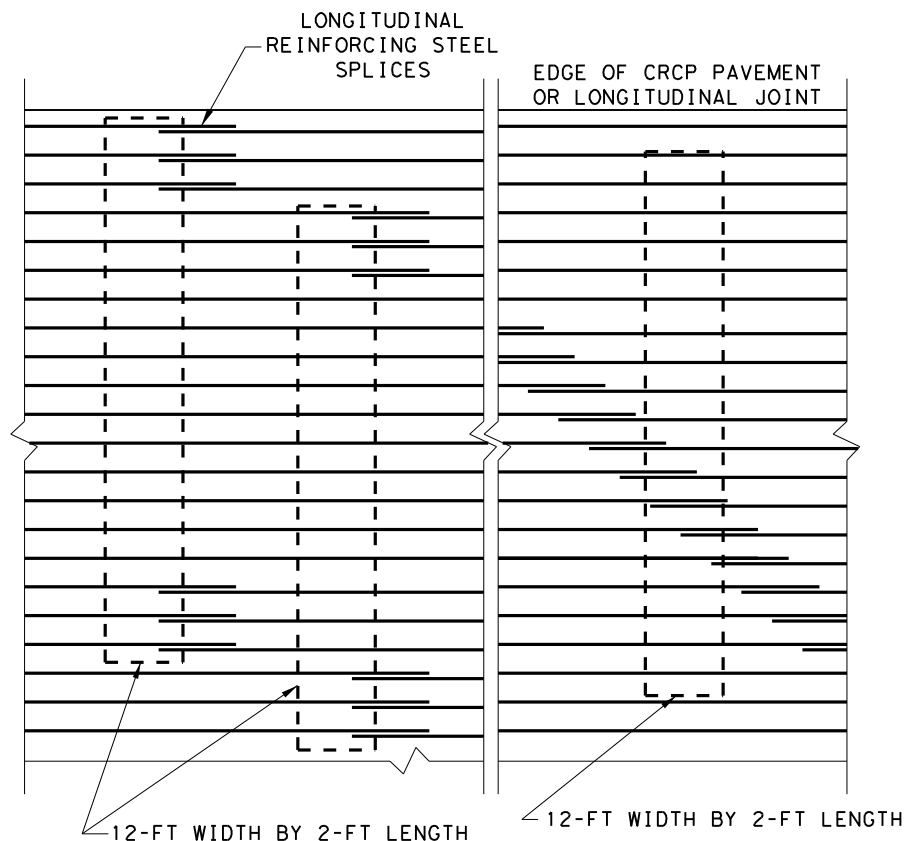 LONGITUDINAL
REINFORCING STEEL
SPLICES
EDGE OF CRCP PAVEMENT
OR LONGITUDINAL JOINT
12-FT WIDTH BY 2-FT LENGTH
12-FT WIDTH BY 2-FT LENGTH